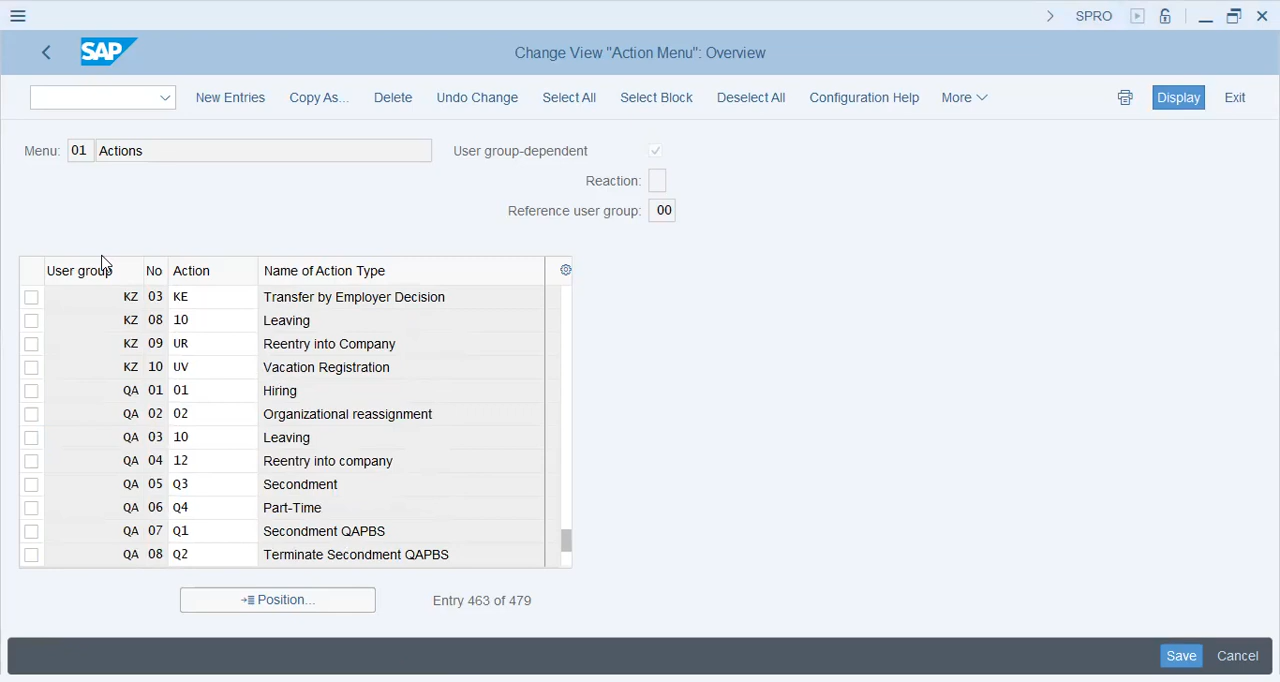 SPRO
SAP Change View "Action Menu": Overview
New Entries Copy As... Delete Undo Change Select All Select Block Deselect All Configuration Help More Display Exit
Menu: 01 Actions User group-dependent
Reaction:
Reference user group: 00
User group No Action Name of Action Type
KZ 03 KE Transfer by Employer Decision
KZ 08 10 Leaving
KZ 09 UR Reentry into Company
KZ 10 UV Vacation Registration
QA 01 01 Hiring
QA 02 02 Organizational reassignment
QA 03 10 Leaving
QA 04 12 Reentry into company
QA 05 Q3 Secondment
QA 06 Q4 Part-Time
QA 07 Q1 Secondment QAPBS
QA 08 Q2 Terminate Secondment QAPBS
Position... Entry 463 of 479
Save Cancel